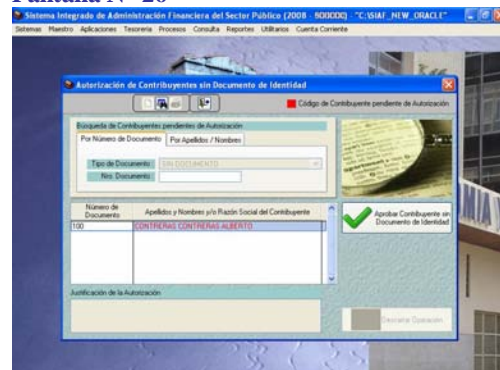 Pantalla N° 20
Sistema Integrado de Administración Financiera del Sector Público (2008 - 500000) - "C:\SIAF_NEW_ORACLE\"
Sistemas Maestro Aplicaciones Tesoreria Procesos Consulta Reportes Utilitarios Cuenta Corriente
Autorización de Contribuyentes sin Documento de Identidad
Código de Contribuyente pendiente de Autorización
Búsqueda de Contribuyentes pendientes de Autorización
Por Número de Documento Por Apellidos / Nombres
Tipo de Documento SIN DOCUMENTO
Nro. Documento
Número de Documento Apellidos y Nombres y/o Razón Social del Contribuyente
100 CONTRERAS CONTRERAS ALBERTO
Aprobar Contribuyente sin
Documento de Identidad
Justificación de la Autorización
Descartar Operación